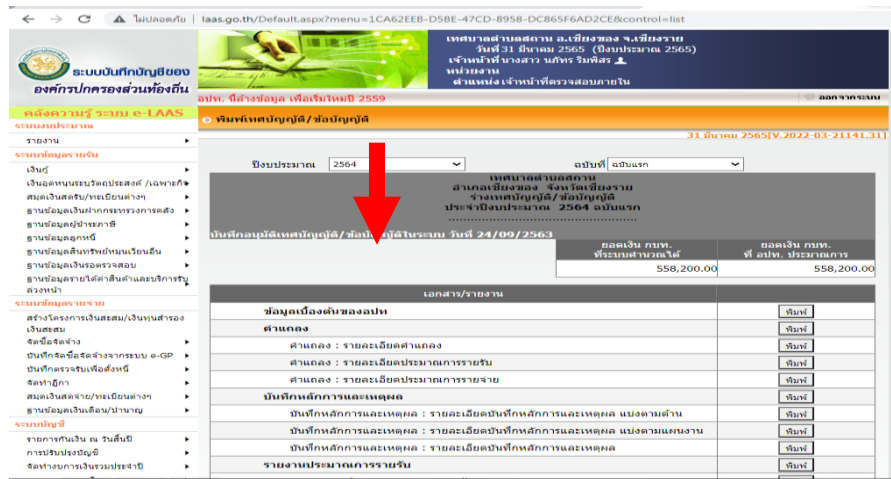 ไม่ปลอดภัย | laas.go.th/Default.aspx?menu=1CA62EEB-D5BE-47CD-8958-DC865F6AD2CE&control=list
ระบบบันทึกบัญชีของ
องค์กรปกครองส่วนท้องถิ่น
เทศบาลตำบลสถาน อ.เชียงของ จ.เชียงราย
วันที่ 31 มีนาคม 2565 (ปีงบประมาณ 2565)
เจ้าหน้าที่นางสาว นภัทร ริมพิสร
หน่วยงาน
ตำแหน่ง เจ้าหน้าที่ตรวจสอบภายใน
อปท. นี้ล้างข้อมูล เพื่อเริ่มใหม่ปี 2559
ออกจากระบบ
คลังความรู้ ระบบ e-LAAS
ระบบงบประมาณ
รายงาน
ระบบข้อมูลรายรับ
เงินกู้
เงินอุดหนุนระบุวัตถุประสงค์ /เฉพาะกิจ
สมุดเงินสดรับ/ทะเบียนต่างๆ
ฐานข้อมูลเงินฝากกระทรวงการคลัง
ฐานข้อมูลผู้ชำระภาษี
ฐานข้อมูลลูกหนี้
ฐานข้อมูลสินทรัพย์หมุนเวียนอื่น
ฐานข้อมูลเงินรอตรวจสอบ
ฐานข้อมูลรายได้ค่าสินค้าและบริการรับ
ล่วงหน้า
ระบบข้อมูลรายจ่าย
สร้างโครงการเงินสะสม/เงินทุนสำรอง
เงินสะสม
จัดซื้อจัดจ้าง
บันทึกจัดซื้อจัดจ้างจากระบบ e-GP
บันทึกตรวจรับเพื่อตั้งหนี้
จัดทำฎีกา
สมุดเงินสดจ่าย/ทะเบียนต่างๆ
ฐานข้อมูลเงินเดือน/บำนาญ
ระบบบัญชี
รายการกันเงิน ณ วันสิ้นปี
การปรับปรุงบัญชี
จัดทำงบการเงินรวมประจำปี
พิมพ์เทศบัญญัติ/ข้อบัญญัติ
31 มีนาคม 2565[V.2022-03-21141.31]
ปีงบประมาณ 2564 ฉบับที่ ฉบับแรก
เทศบาลตำบลสถาน
อำเภอเชียงของ จังหวัดเชียงราย
ร่างเทศบัญญัติ/ข้อบัญญัติ
ประจำปีงบประมาณ 2564 ฉบับแรก
บันทึกอนุมัติเทศบัญญัติ/ข้อบัญญัติในระบบ วันที่ 24/09/2563
ยอดเงิน กบท.
ที่ระบบคำนวณได้
ยอดเงิน กบท.
ที่ อปท. ประมาณการ
558,200.00 558,200.00
เอกสาร/รายงาน
ข้อมูลเบื้องต้นของอปท พิมพ์
คำแถลง พิมพ์
คำแถลง : รายละเอียดคำแถลง พิมพ์
คำแถลง : รายละเอียดประมาณการรายรับ พิมพ์
คำแถลง : รายละเอียดประมาณการรายจ่าย พิมพ์
บันทึกหลักการและเหตุผล พิมพ์
บันทึกหลักการและเหตุผล : รายละเอียดบันทึกหลักการและเหตุผล แบ่งตามด้าน พิมพ์
บันทึกหลักการและเหตุผล : รายละเอียดบันทึกหลักการและเหตุผล แบ่งตามแผนงาน พิมพ์
บันทึกหลักการและเหตุผล : รายละเอียดบันทึกหลักการและเหตุผล พิมพ์
รายงานประมาณการรายรับ พิมพ์